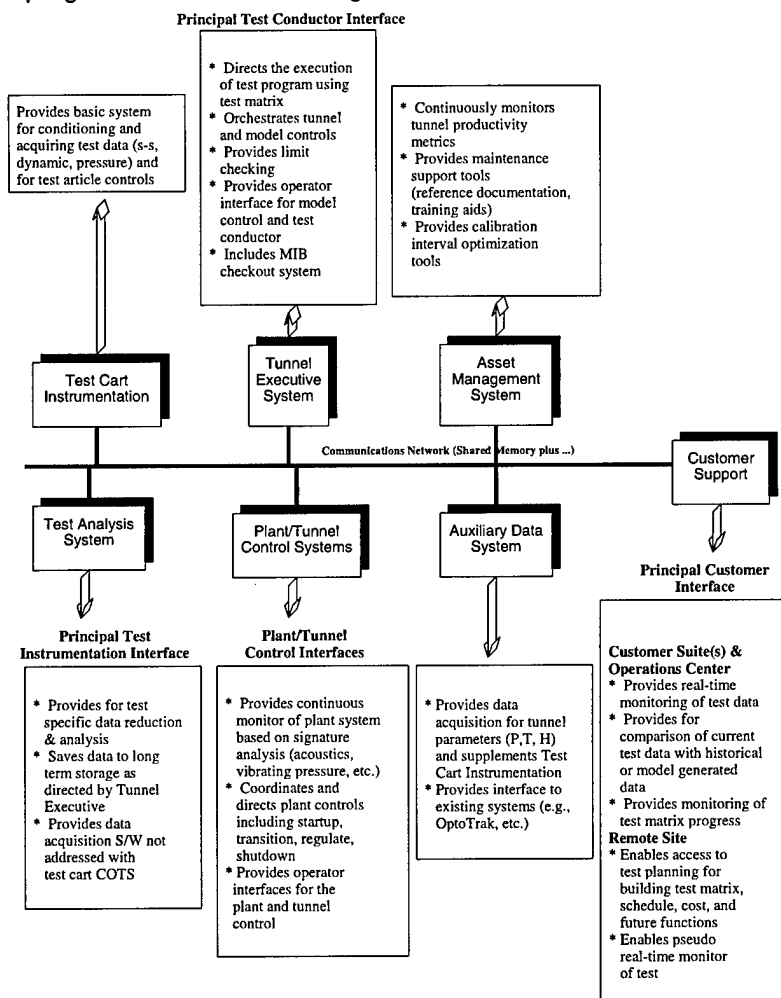 Principal Test Conductor Interface
Provides basic system
for conditioning and
acquiring test data (s-s,
dynamic, pressure) and
for test article controls
* Directs the execution
of test program using
test matrix
* Orchestrates tunnel
and model controls
* Provides limit
checking
* Provides operator
interface for model
control and test
conductor
* Includes MIB
checkout system
* Continuously monitors
tunnel productivity
metrics
* Provides maintenance
support tools
(reference documentation,
training aids)
* Provides calibration
interval optimization
tools
Test Cart
Instrumentation
Tunnel
Executive
System
Asset
Management
System
Communications Network (Shared Memory plus ...)
Customer
Support
Test Analysis
System
Plant/Tunnel
Control Systems
Auxiliary Data
System
Principal Test
Instrumentation Interface
* Provides for test
specific data reduction
& analysis
* Saves data to long
term storage as
directed by Tunnel
Executive
* Provides data
acquisition S/W not
addressed with
test cart COTS
Plant/Tunnel
Control Interfaces
* Provides continuous
monitor of plant system
based on signature
analysis (acoustics,
vibrating pressure, etc.)
* Coordinates and
directs plant controls
including startup,
transition, regulate,
shutdown
* Provides operator
interfaces for the
plant and tunnel
control
* Provides data
acquisition for tunnel
parameters (P,T, H)
and supplements Test
Cart Instrumentation
* Provides interface to
existing systems (e.g.,
OptoTrak, etc.)
Principal Customer
Interface
Customer Suite(s) &
Operations Center
* Provides real-time
monitoring of test data
* Provides for
comparison of current
test data with historical
or model generated
data
* Provides monitoring of
test matrix progress
Remote Site
* Enables access to
test planning for
building test matrix,
schedule, cost, and
future functions
* Enables pseudo
real-time monitor
of test